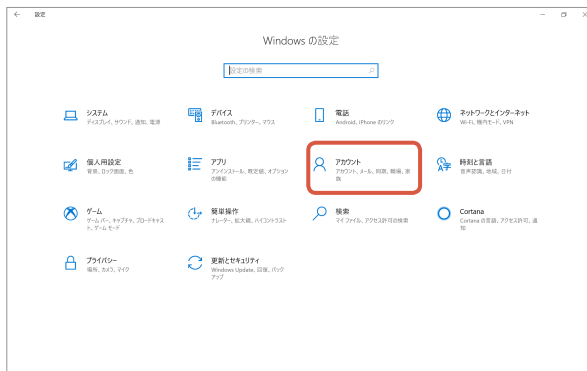 設定
Windows の設定
設定の検索
システム
ディスプレイ、サウンド、通知、電源
デバイス
Bluetooth、プリンター、マウス
電話
Android、iPhone のリンク
ネットワークとインターネット
Wi-Fi、機内モード、VPN
個人用設定
背景、ロック画面、色
アプリ
アンインストール、既定値、オプション
の機能
アカウント
アカウント、メール、同期、職場、家
族
時刻と言語
音声認識、地域、日付
ゲーム
ゲーム バー、キャプチャ、ブロードキャス
ト、ゲーム モード
簡単操作
ナレーター、拡大鏡、ハイコントラスト
検索
マイ ファイル、アクセス許可の検索
Cortana
Cortana の言語、アクセス許可、通
知
プライバシー
場所、カメラ、マイク
更新とセキュリティ
Windows Update、回復、バック
アップ